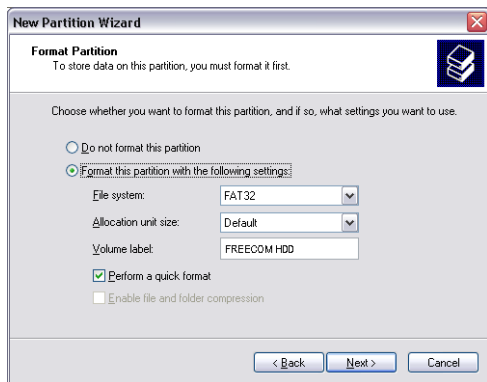 New Partition Wizard
Format Partition
To store data on this partition, you must format it first.
Choose whether you want to format this partition, and if so, what settings you want to use.
Do not format this partition
Format this partition with the following settings:
File system: FAT32
Allocation unit size: Default
Volume label: FREECOM HDD
Perform a quick format
Enable file and folder compression
< Back Next > Cancel